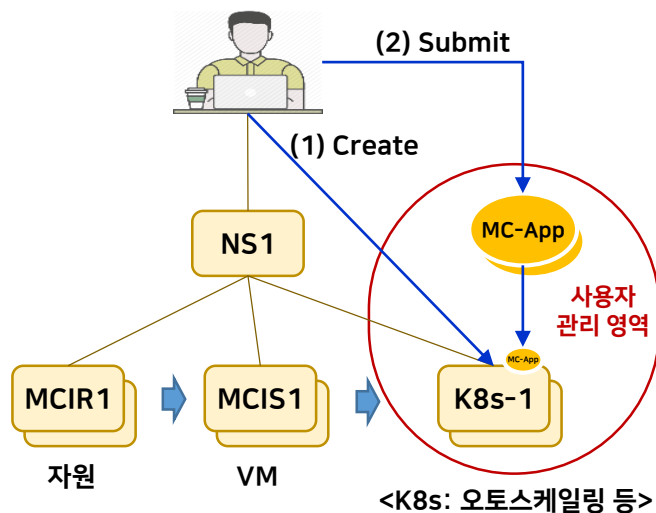 (2) Submit
(1) Create
NS1
MC-App
사용자
관리 영역
MC-App
MCIR1
MCIS1
K8s-1
자원
VM
<K8s: 오토스케일링 등>